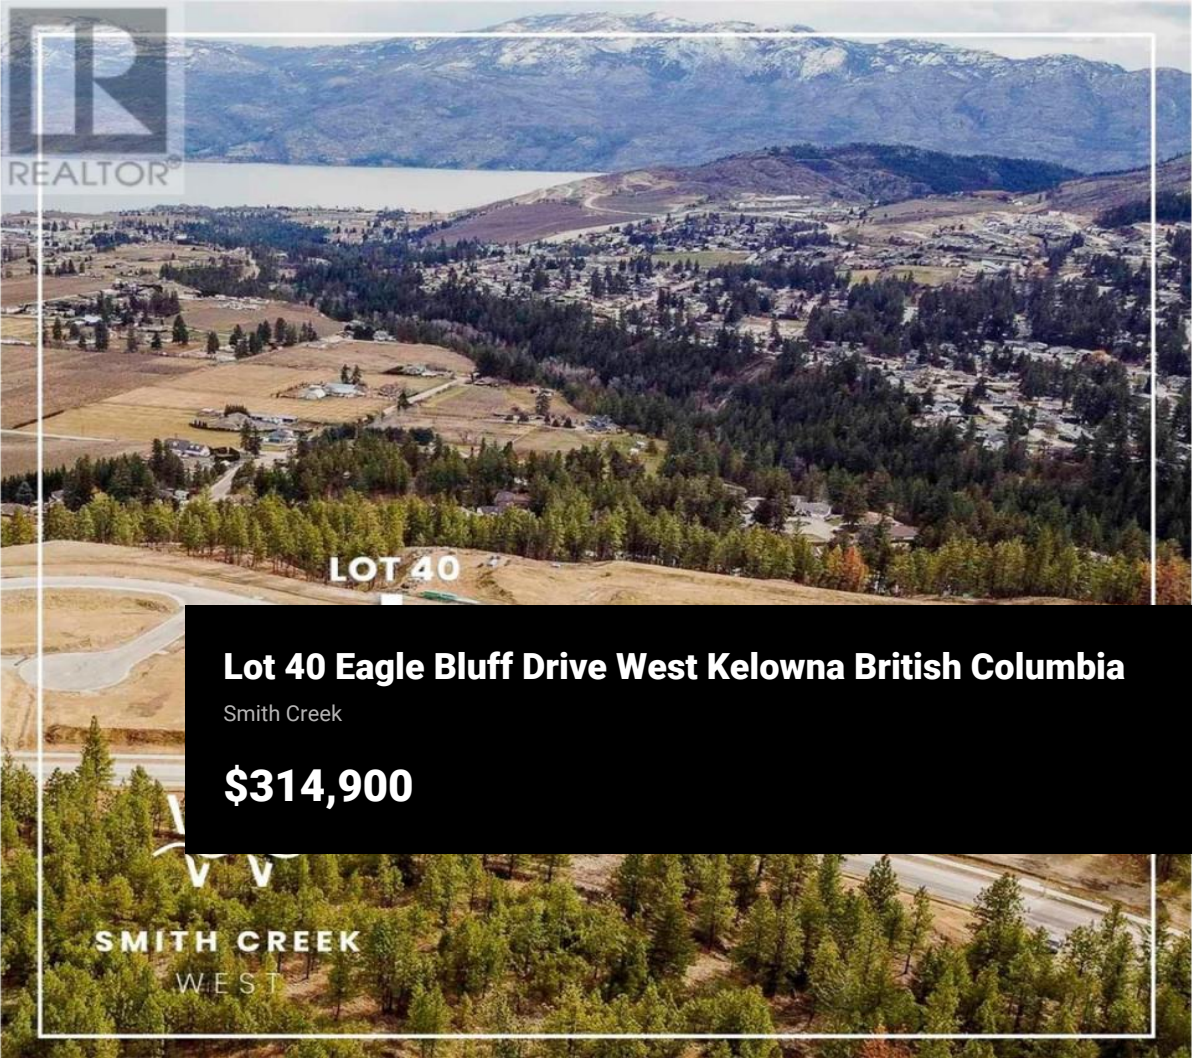 REALTOR®
LOT 40
Lot 40 Eagle Bluff Drive West Kelowna British Columbia
Smith Creek
$314,900
SMITH CREEK
WEST